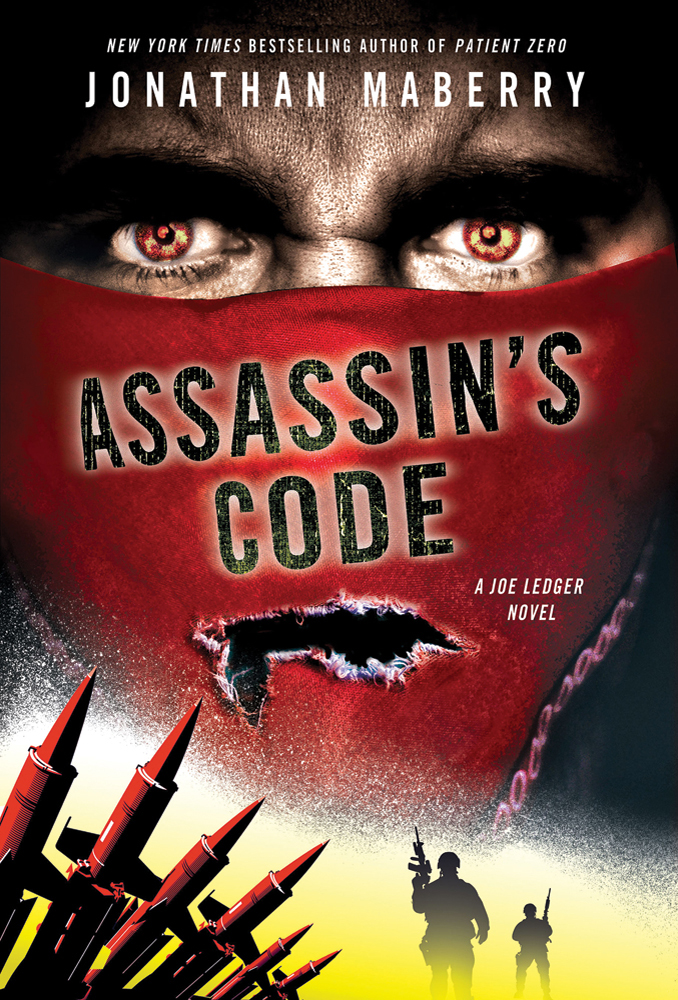 NEW YORK TIMES BESTSELLING AUTHOR OF PATIENT ZERO
JONATHAN MABERRY
ASSASSIN'S
CODE
A JOE LEDGER
NOVEL